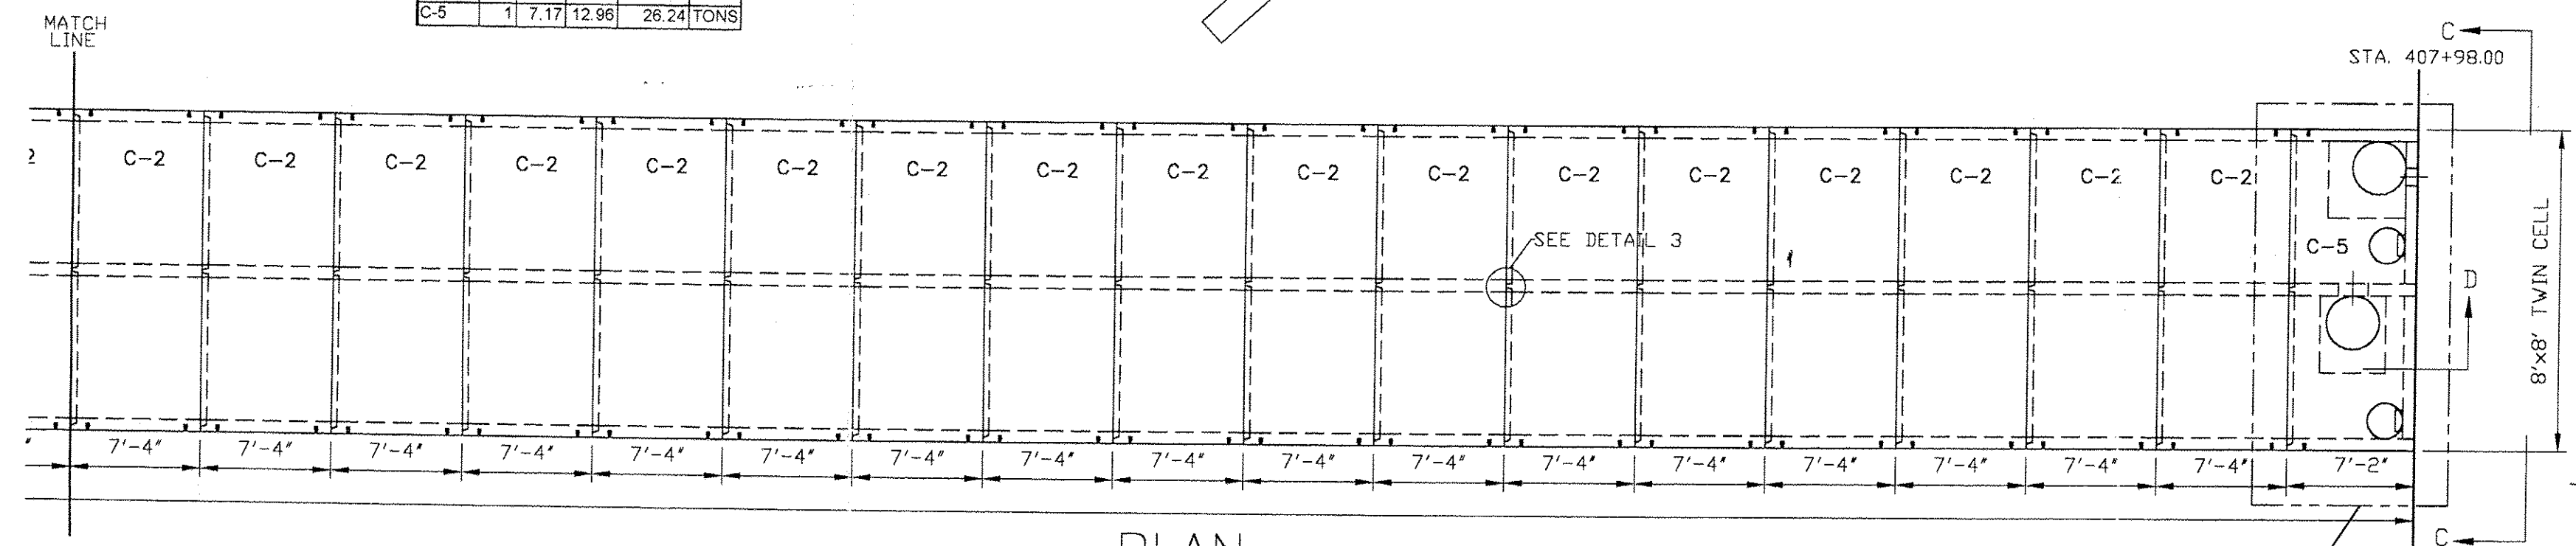 C-5 1 7.17 12.96 26.24 TONS
MATCH
LINE
C
STA. 407+98.00
2 C-2 C-2 C-2 C-2 C-2 C-2 C-2 C-2 C-2 C-2 C-2 C-2 C-2 C-2 C-2 C-2 C-2
SEE DETAIL 3
C-5
D
8'x8' TWIN CELL
7'-4" 7'-4" 7'-4" 7'-4" 7'-4" 7'-4" 7'-4" 7'-4" 7'-4" 7'-4" 7'-4" 7'-4" 7'-4" 7'-4" 7'-4" 7'-4" 7'-4" 7'-2"
PLAN
C